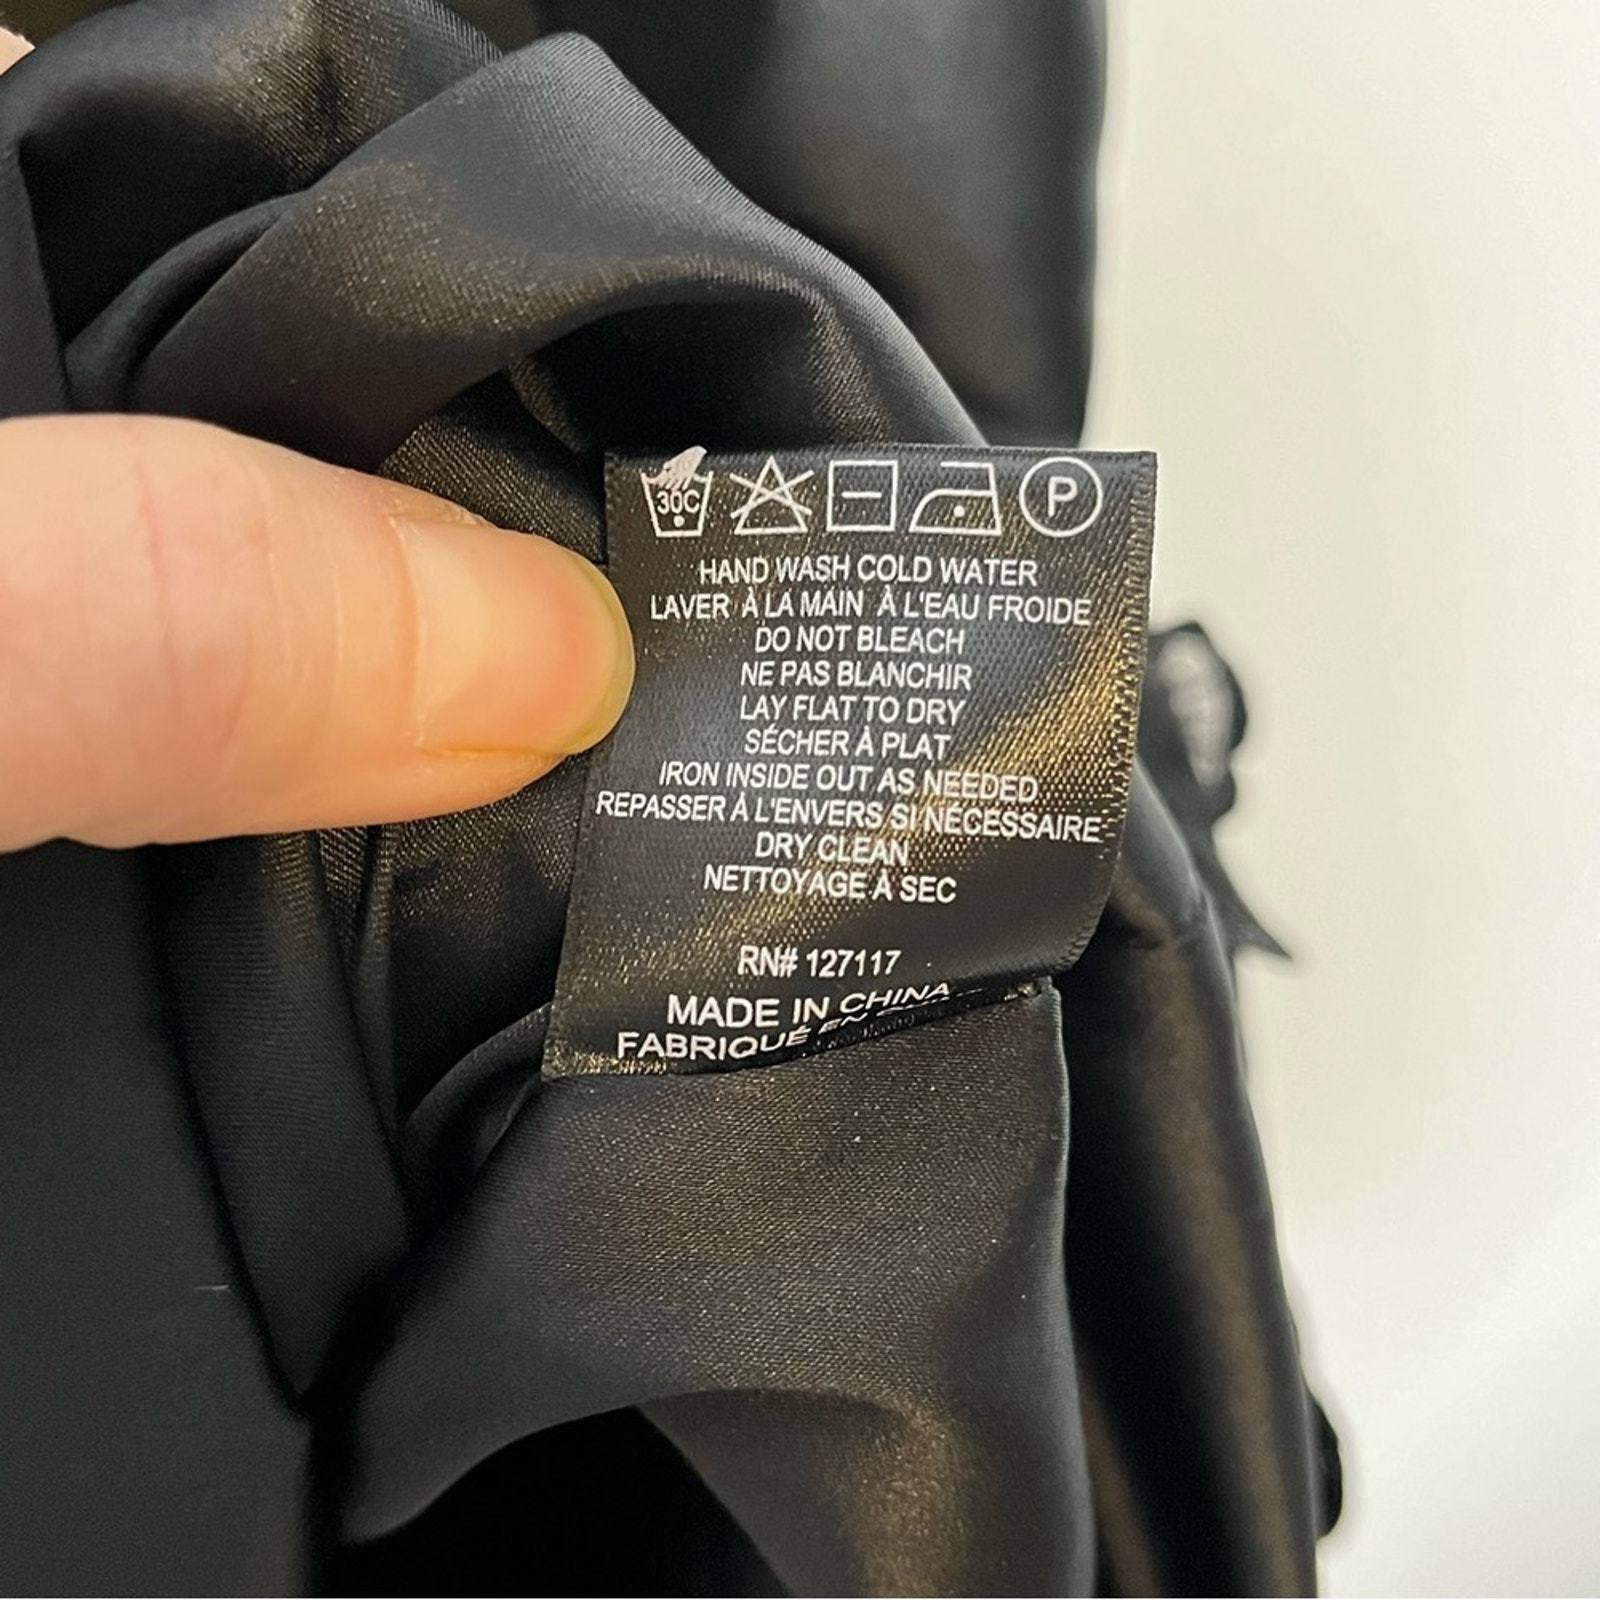 30C
P
HAND WASH COLD WATER
LAVER À LA MAIN À L'EAU FROIDE
DO NOT BLEACH
NE PAS BLANCHIR
LAY FLAT TO DRY
SÉCHER À PLAT
IRON INSIDE OUT AS NEEDED
REPASSER À L'ENVERS SI NÉCESSAIRE
DRY CLEAN
NETTOYAGE À SEC
RN# 127117
MADE IN CHINA
FABRIQUÉ EN